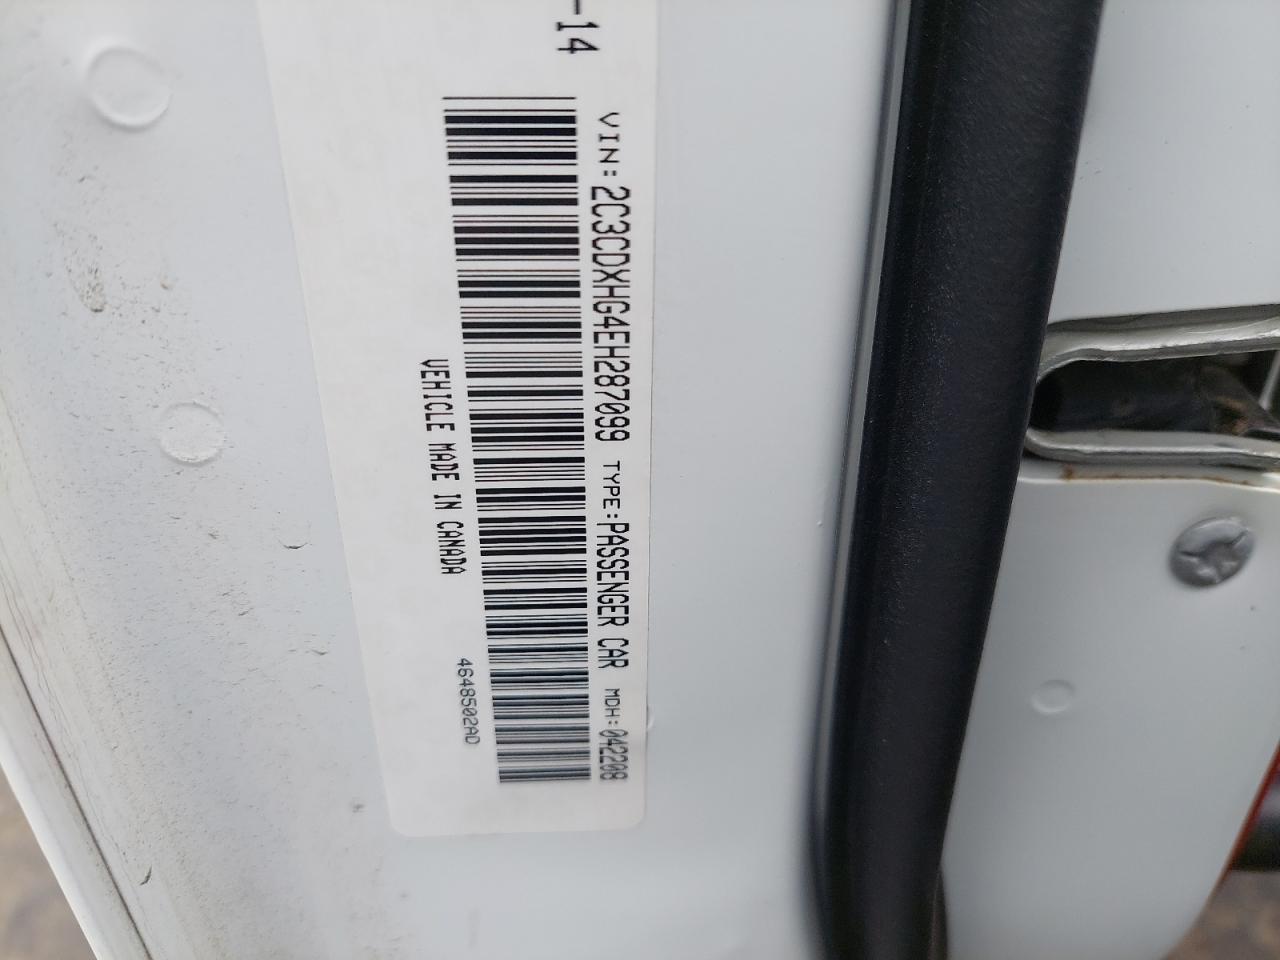 -14
VIN: 2C3CDXHG4EH287099 TYPE: PASSENGER CAR MDH: 042208
VEHICLE MADE IN CANADA 4648502AD